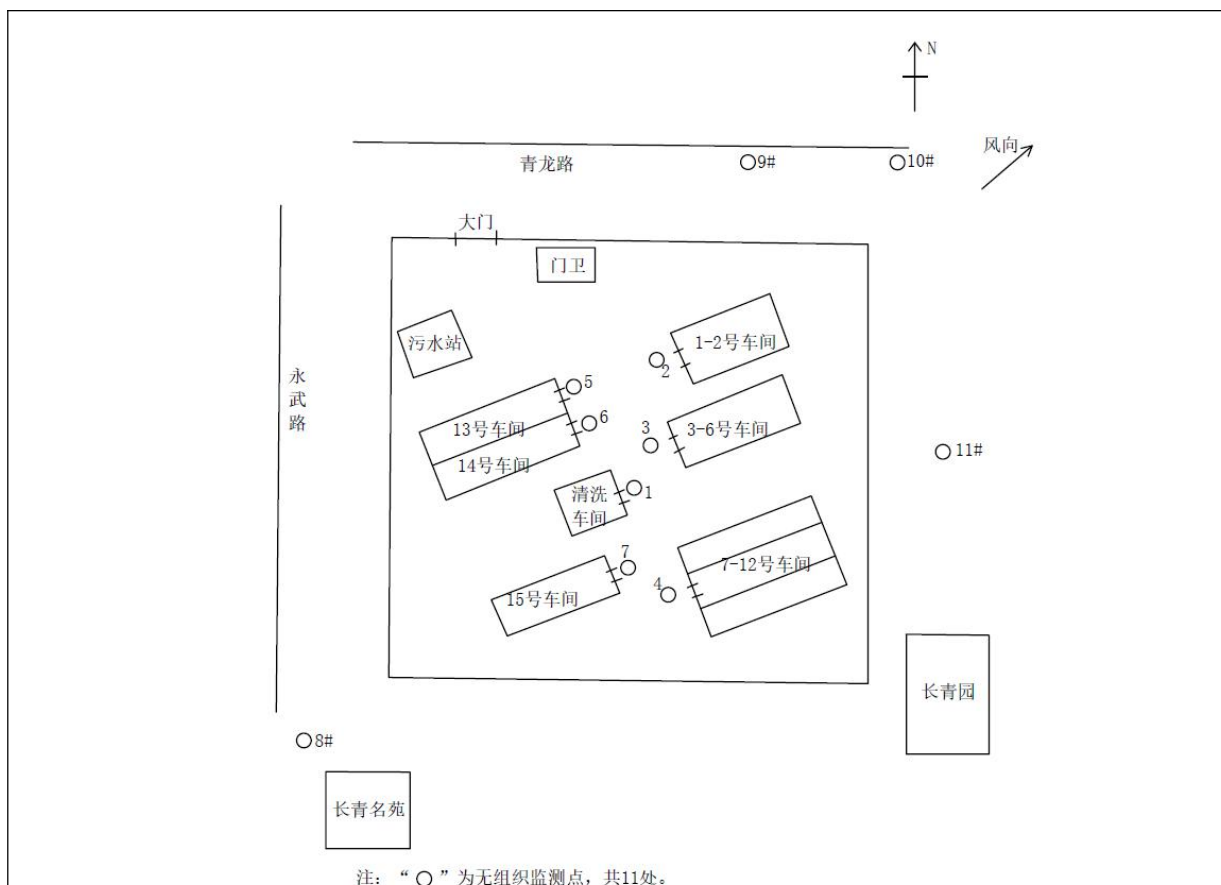 N
风向
青龙路
9#
10#
大门
门卫
污水站
1-2号车间
2
永武路
5
13号车间
6
3
3-6号车间
14号车间
11#
清洗车间
1
7
7-12号车间
4
15号车间
长青园
8#
长青名苑
注：“○”为无组织监测点，共11处。